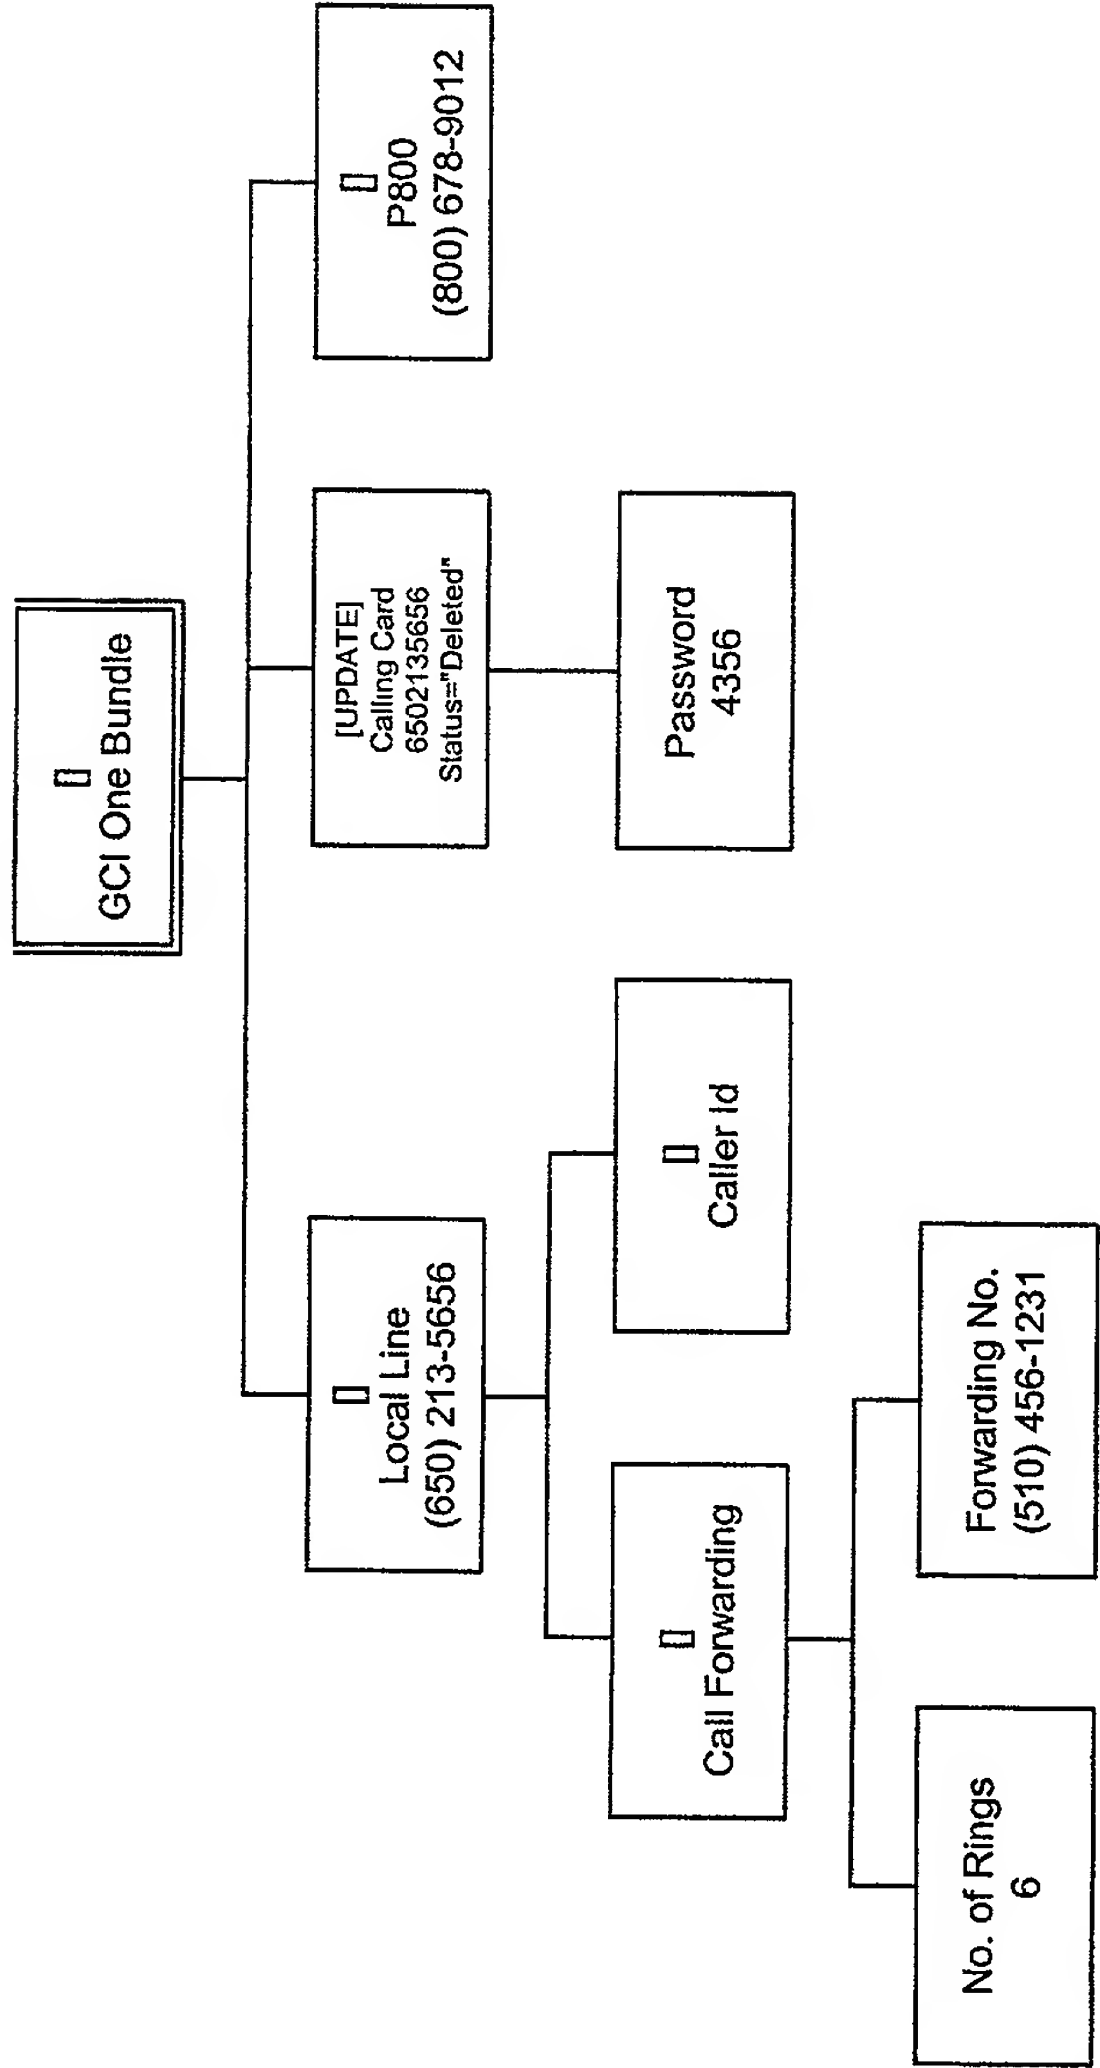 []
GCI One Bundle
[]
Local Line
(650) 213-5656
[UPDATE]
Calling Card
6502135656
Status="Deleted"
[]
P800
(800) 678-9012
[]
Call Forwarding
[]
Caller Id
Password
4356
No. of Rings
6
Forwarding No.
(510) 456-1231